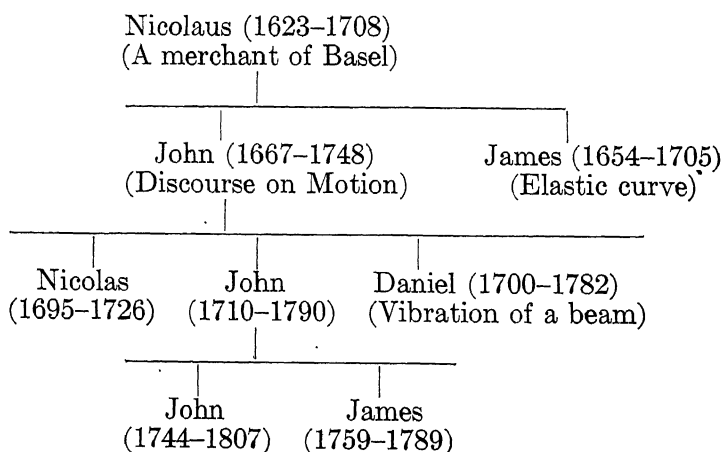 Nicolaus (1623–1708)
(A merchant of Basel)
John (1667–1748)
(Discourse on Motion)
James (1654–1705)
(Elastic curve)
Nicolas
(1695–1726)
John
(1710–1790)
Daniel (1700–1782)
(Vibration of a beam)
John
(1744–1807)
James
(1759–1789)